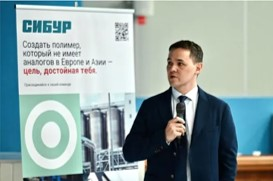 СИБУР
Создать полимер,
который не имеет
аналогов в Европе и Азии —
цель, достойная тебя.